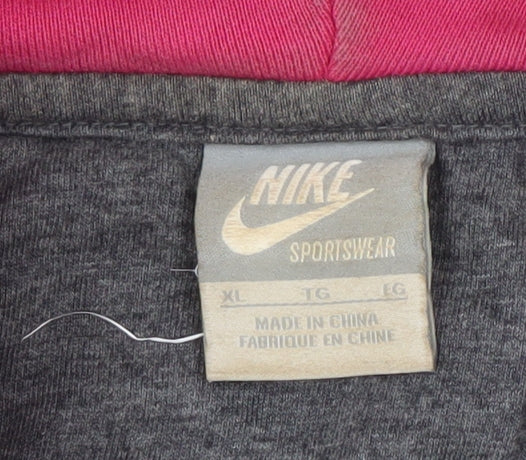 NIKE
SPORTSWEAR
XL TG EG
MADE IN CHINA
FABRIQUE EN CHINE